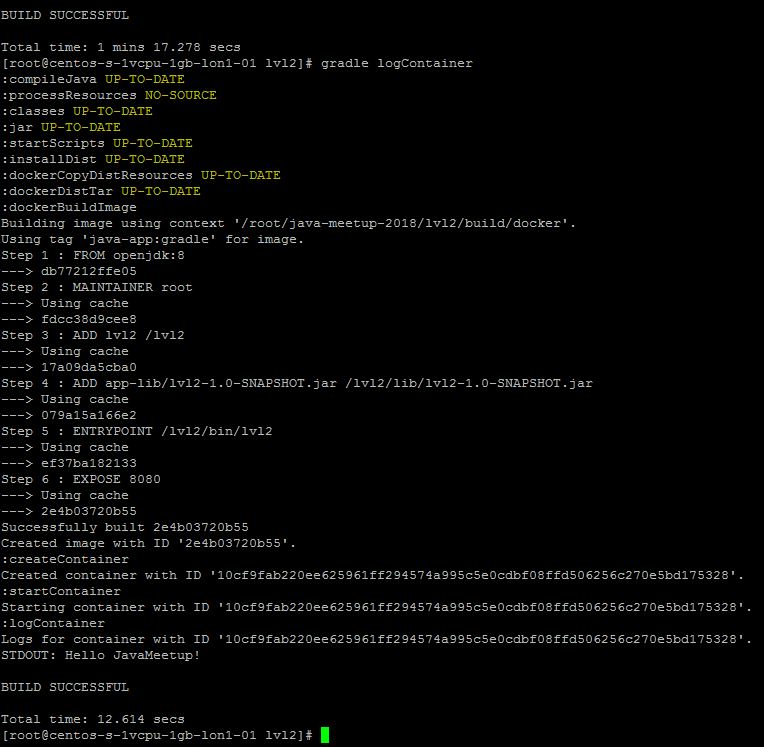 BUILD SUCCESSFUL
Total time: 1 mins 17.278 secs
[root@centos-s-1vcpu-1gb-lon1-01 lvl2]# gradle logContainer
:compileJava UP-TO-DATE
:processResources NO-SOURCE
:classes UP-TO-DATE
:jar UP-TO-DATE
:startScripts UP-TO-DATE
:installDist UP-TO-DATE
:dockerCopyDistResources UP-TO-DATE
:dockerDistTar UP-TO-DATE
:dockerBuildImage
Building image using context '/root/java-meetup-2018/lvl2/build/docker'.
Using tag 'java-app:gradle' for image.
Step 1 : FROM openjdk:8
---> db77212ffe05
Step 2 : MAINTAINER root
---> Using cache
---> fdcc38d9cee8
Step 3 : ADD lvl2 /lvl2
---> Using cache
---> 17a09da5cba0
Step 4 : ADD app-lib/lvl2-1.0-SNAPSHOT.jar /lvl2/lib/lvl2-1.0-SNAPSHOT.jar
---> Using cache
---> 079a15a166e2
Step 5 : ENTRYPOINT /lvl2/bin/lvl2
---> Using cache
---> ef37ba182133
Step 6 : EXPOSE 8080
---> Using cache
---> 2e4b03720b55
Successfully built 2e4b03720b55
Created image with ID '2e4b03720b55'.
:createContainer
Created container with ID '10cf9fab220ee625961ff294574a995c5e0cdbf08ffd506256c270e5bd175328'.
:startContainer
Starting container with ID '10cf9fab220ee625961ff294574a995c5e0cdbf08ffd506256c270e5bd175328'.
:logContainer
Logs for container with ID '10cf9fab220ee625961ff294574a995c5e0cdbf08ffd506256c270e5bd175328'.
STDOUT: Hello JavaMeetup!
BUILD SUCCESSFUL
Total time: 12.614 secs
[root@centos-s-1vcpu-1gb-lon1-01 lvl2]#